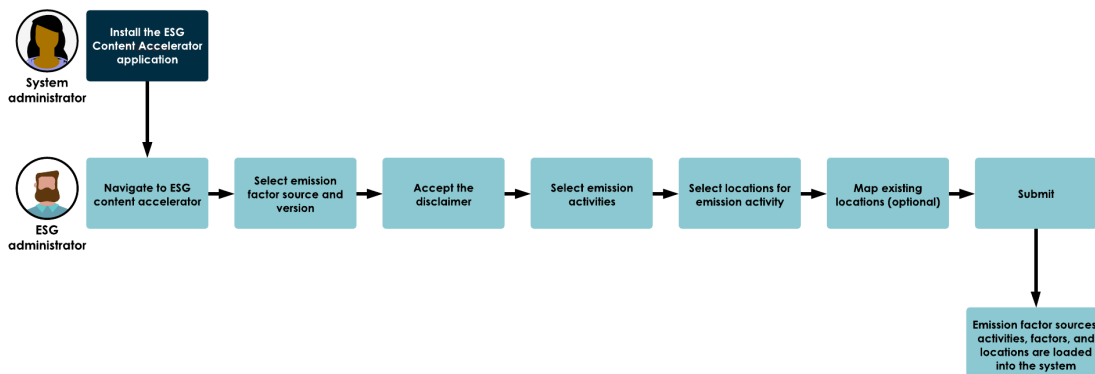 Install the ESG
Content Accelerator
application
System
administrator
Navigate to ESG
content accelerator
Select emission
factor source and
version
Accept the
disclaimer
Select emission
activities
Select locations for
emission activity
Map existing
locations (optional)
Submit
ESG
administrator
Emission factor sources,
activities, factors, and
locations are loaded
into the system